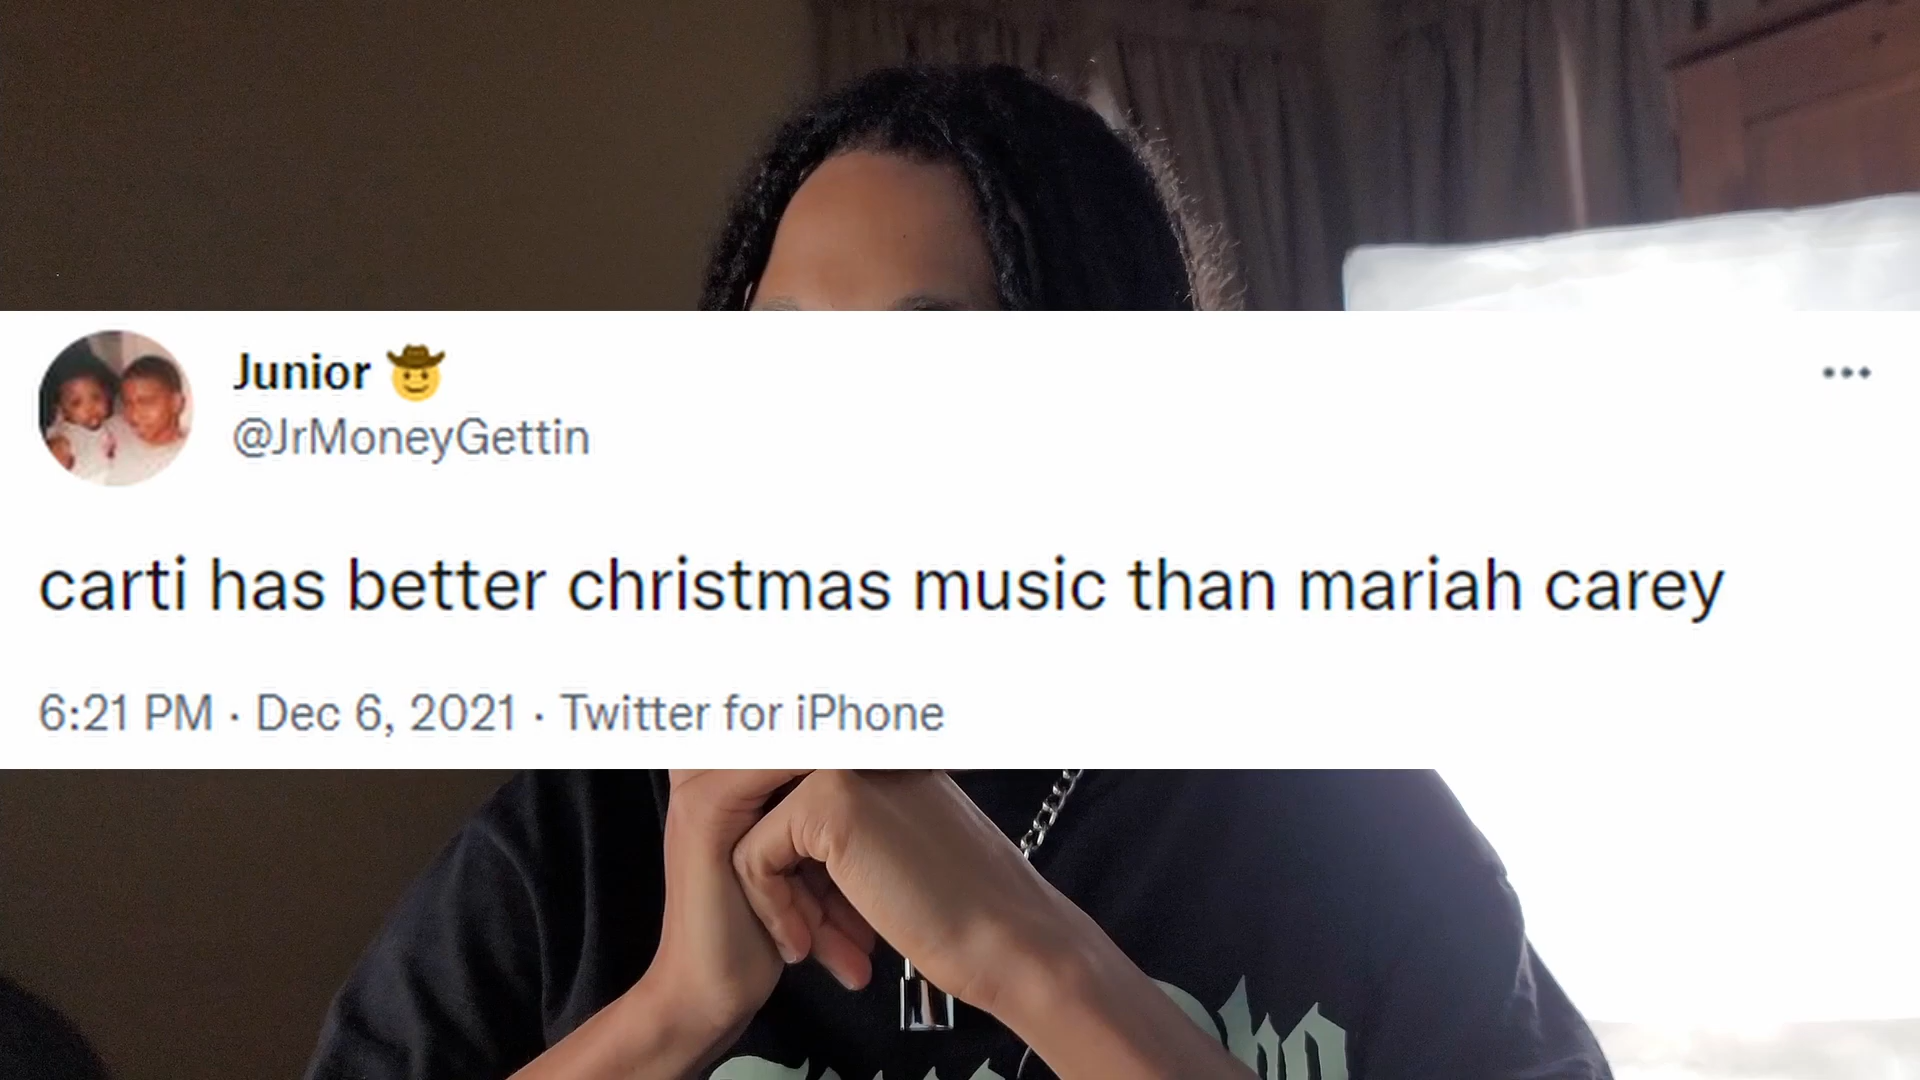 Junior 🤠
@JrMoneyGettin
carti has better christmas music than mariah carey
6:21 PM · Dec 6, 2021 · Twitter for iPhone